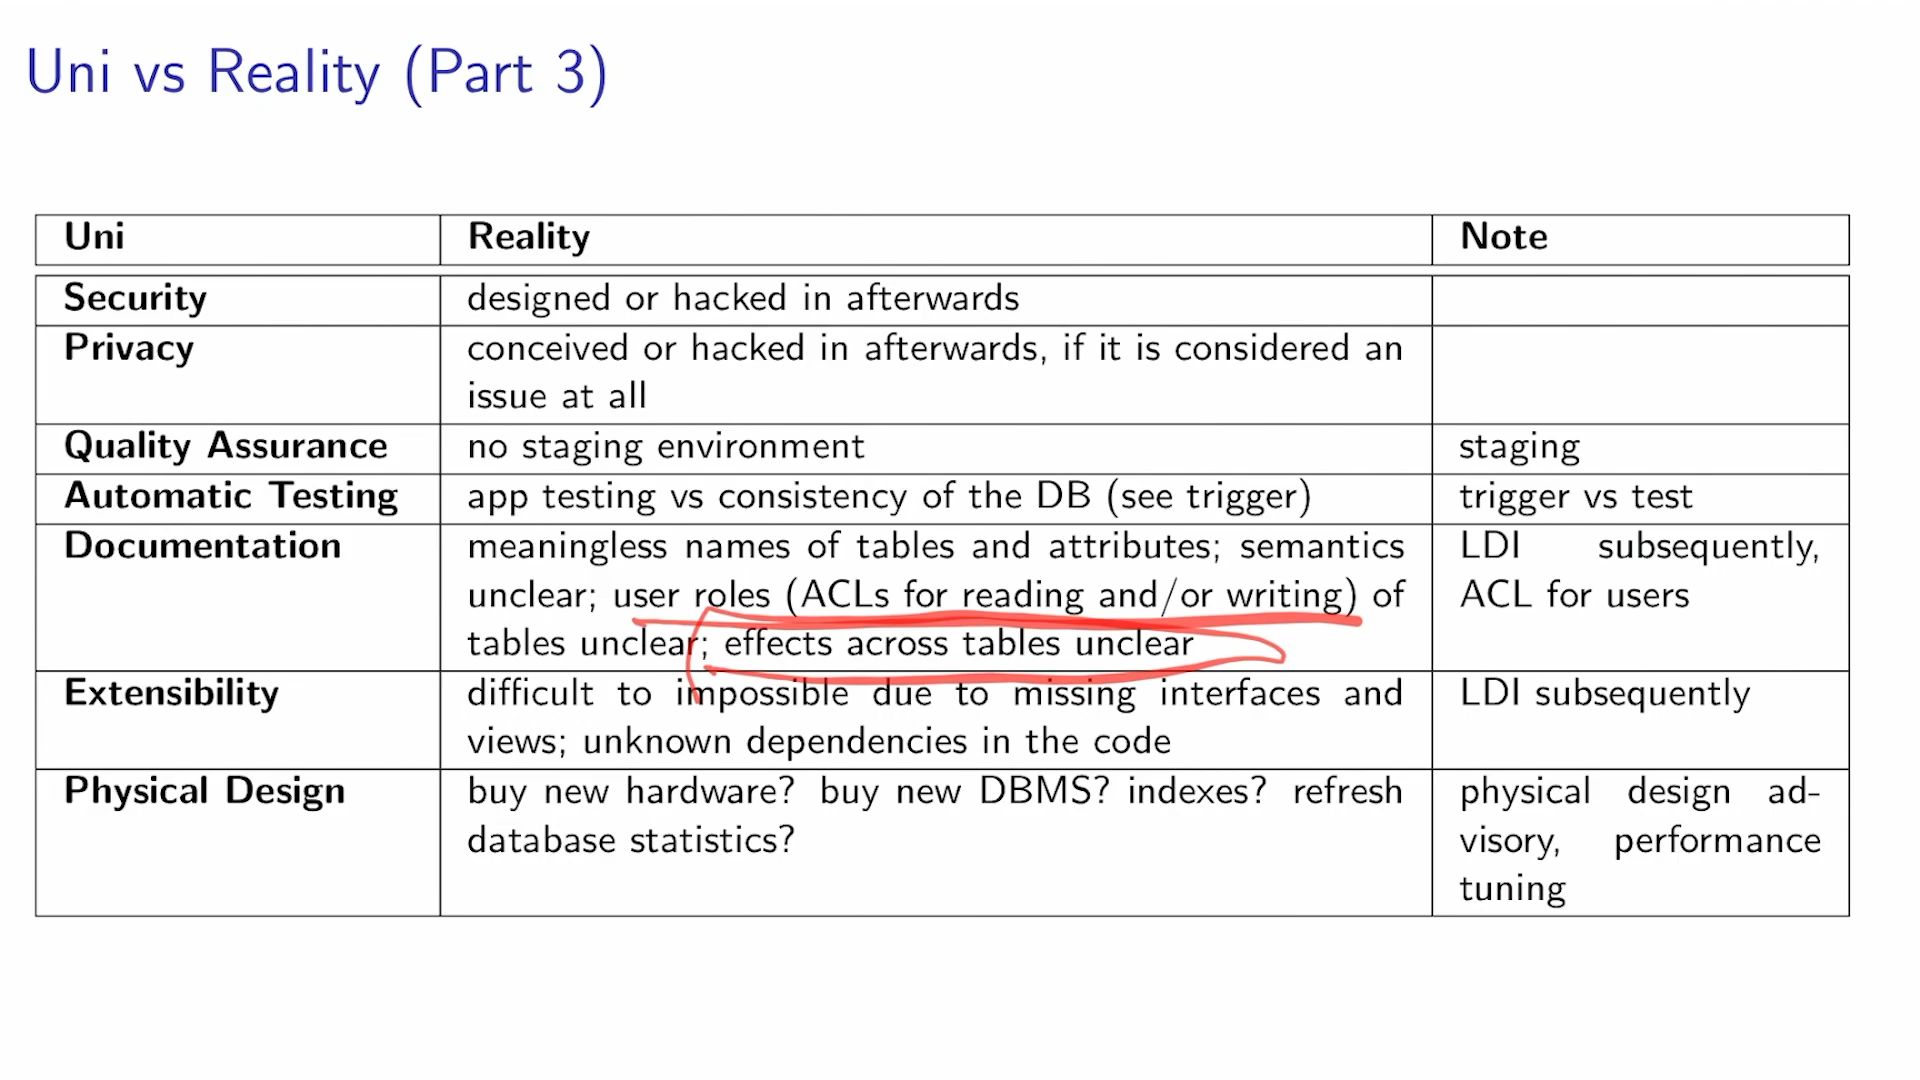 Uni vs Reality (Part 3)
Uni Reality Note
Security designed or hacked in afterwards
Privacy conceived or hacked in afterwards, if it is considered an
issue at all
Quality Assurance no staging environment staging
Automatic Testing app testing vs consistency of the DB (see trigger) trigger vs test
Documentation meaningless names of tables and attributes; semantics LDI subsequently,
unclear; user roles (ACLs for reading and/or writing) of ACL for users
tables unclear; effects across tables unclear
Extensibility difficult to impossible due to missing interfaces and LDI subsequently
views; unknown dependencies in the code
Physical Design buy new hardware? buy new DBMS? indexes? refresh physical design ad-
database statistics? visory, performance
tuning